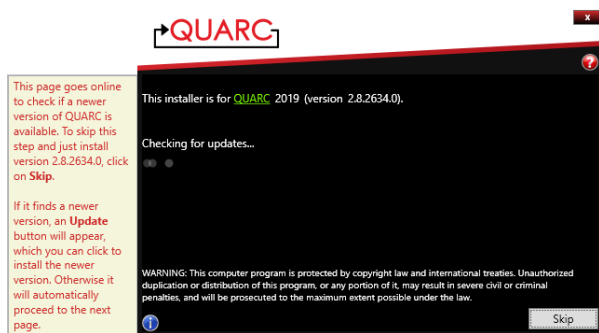 QUARC
x
?
This page goes online
to check if a newer
version of QUARC is
available. To skip this
step and just install
version 2.8.2634.0, click
on Skip.
If it finds a newer
version, an Update
button will appear,
which you can click to
install the newer
version. Otherwise it
will automatically
proceed to the next
page.
This installer is for QUARC 2019 (version 2.8.2634.0).
Checking for updates...
WARNING: This computer program is protected by copyright law and international treaties. Unauthorized
duplication or distribution of this program, or any portion of it, may result in severe civil or criminal
penalties, and will be prosecuted to the maximum extent possible under the law.
i
Skip